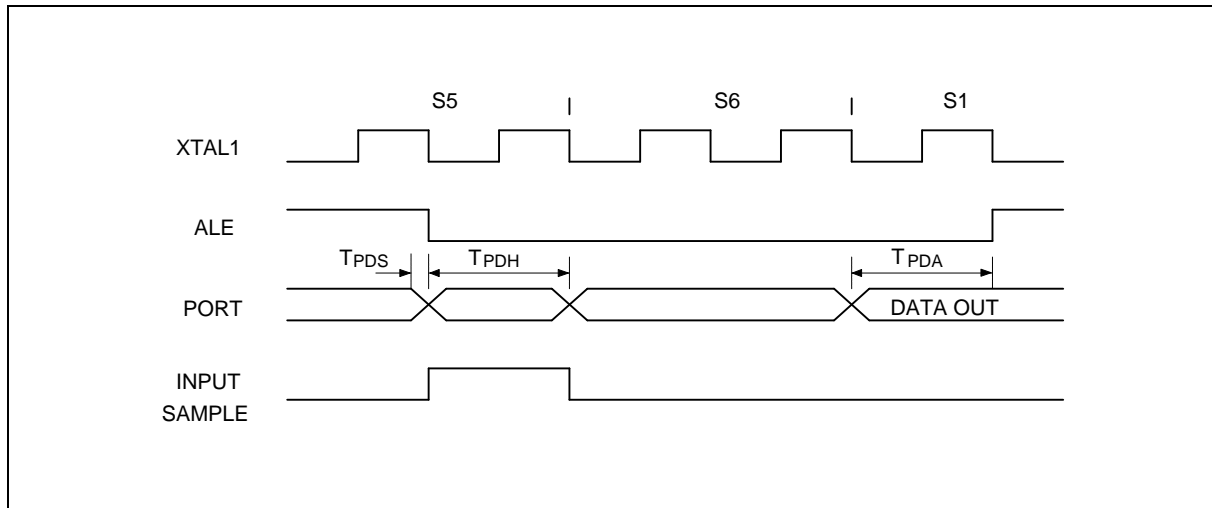 S5 S6 S1
XTAL1
ALE
TPDS TPDH TPDA
PORT DATA OUT
INPUT
SAMPLE